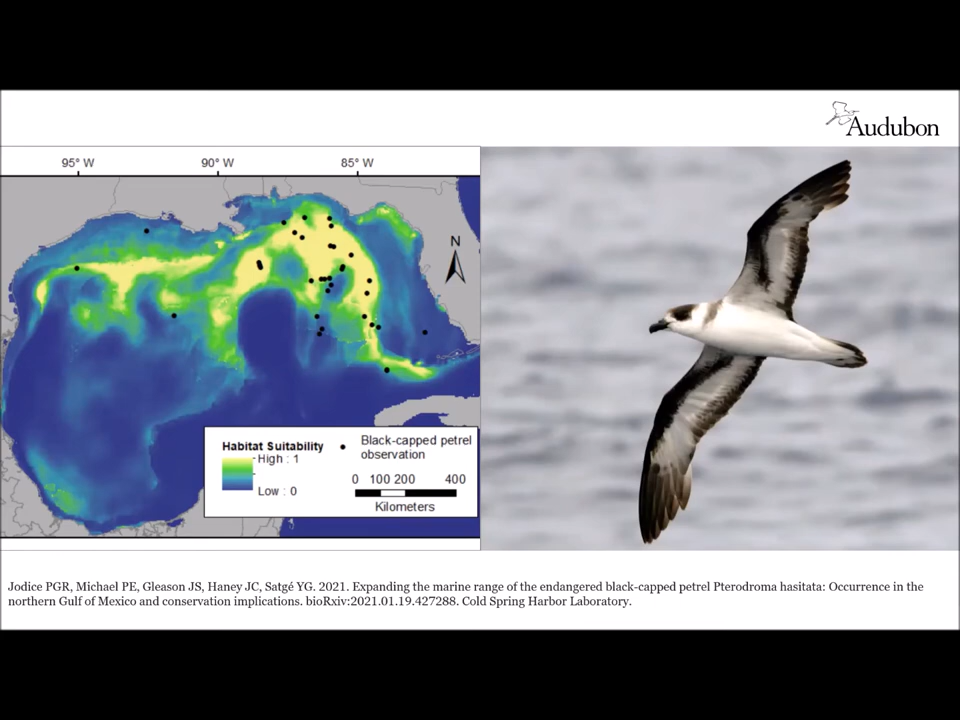 Audubon
95° W 90° W 85° W
N
Habitat Suitability
High : 1
Low : 0
Black-capped petrel
observation
0 100 200 400
Kilometers
Jodice PGR, Michael PE, Gleason JS, Haney JC, Satgé YG. 2021. Expanding the marine range of the endangered black-capped petrel Pterodroma hasitata: Occurrence in the
northern Gulf of Mexico and conservation implications. bioRxiv:2021.01.19.427288. Cold Spring Harbor Laboratory.